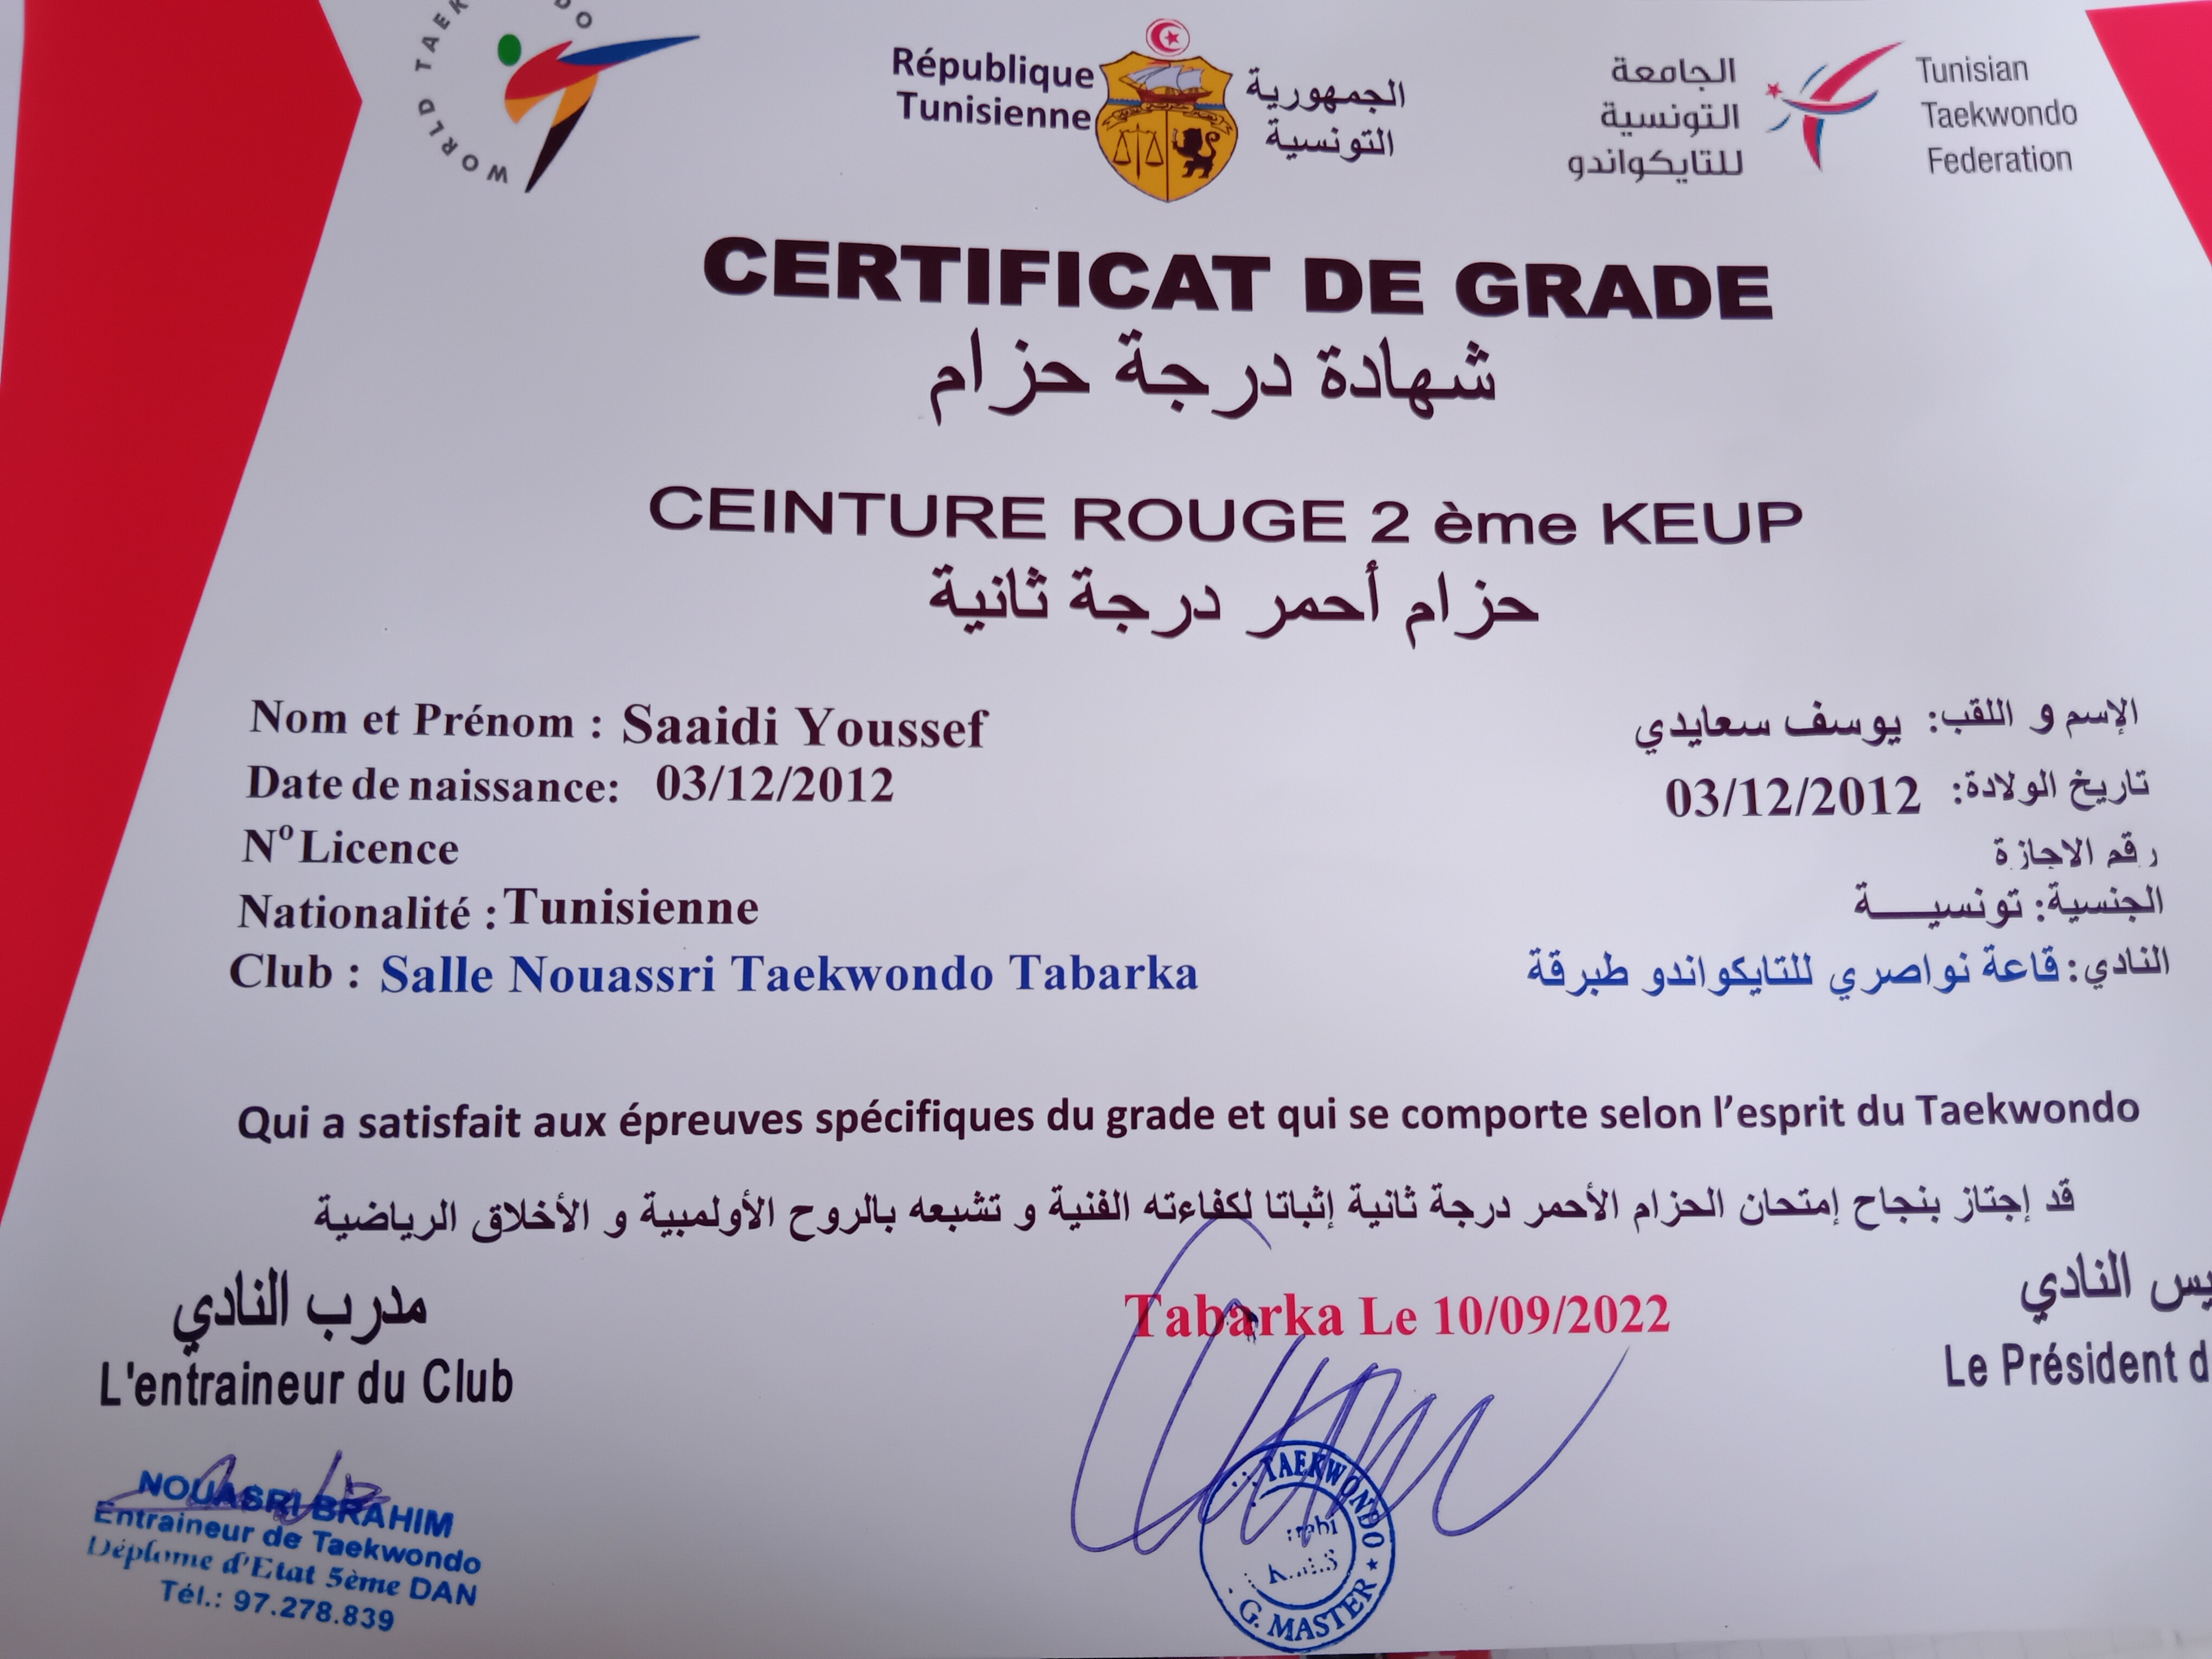 WORLD TAEK
DO
République
Tunisienne
الجمهورية
التونسية
الجامعة
التونسية
للتايكواندو
Tunisian
Taekwondo
Federation
CERTIFICAT DE GRADE
شهادة درجة حزام
CEINTURE ROUGE 2 ème KEUP
حزام أحمر درجة ثانية
Nom et Prénom : Saaidi Youssef
الإسم و اللقب: يوسف سعايدي
Date de naissance: 03/12/2012
تاريخ الولادة: 03/12/2012
N° Licence
رقم الاجازة
Nationalité : Tunisienne
الجنسية: تونسيـــــة
Club : Salle Nouassri Taekwondo Tabarka
النادي: قاعة نواصري للتايكواندو طبرقة
Qui a satisfait aux épreuves spécifiques du grade et qui se comporte selon l'esprit du Taekwondo
قد إجتاز بنجاح إمتحان الحزام الأحمر درجة ثانية إثباتا لكفاءته الفنية و تشبعه بالروح الأولمبية و الأخلاق الرياضية
مدرب النادي
L'entraineur du Club
Tabarka Le 10/09/2022
يس النادي
Le Président d
NOUASRI BRAHIM
Entraineur de Taekwondo
Déplome d'Etat 5ème DAN
Tél.: 97.278.839
TAEKWONDO
G. MASTER